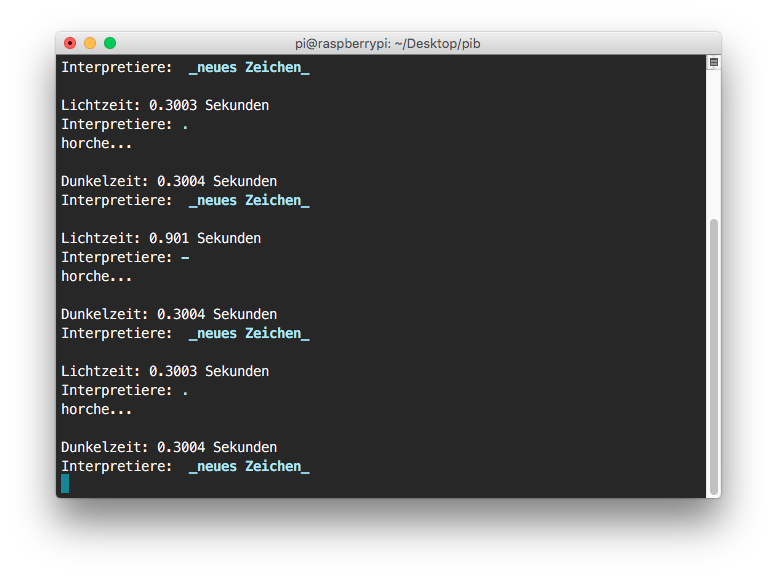 pi@raspberrypi: ~/Desktop/pib
Interpretiere:  _neues Zeichen_
Lichtzeit: 0.3003 Sekunden
Interpretiere: .
horche...
Dunkelzeit: 0.3004 Sekunden
Interpretiere:  _neues Zeichen_
Lichtzeit: 0.901 Sekunden
Interpretiere: -
horche...
Dunkelzeit: 0.3004 Sekunden
Interpretiere:  _neues Zeichen_
Lichtzeit: 0.3003 Sekunden
Interpretiere: .
horche...
Dunkelzeit: 0.3004 Sekunden
Interpretiere:  _neues Zeichen_